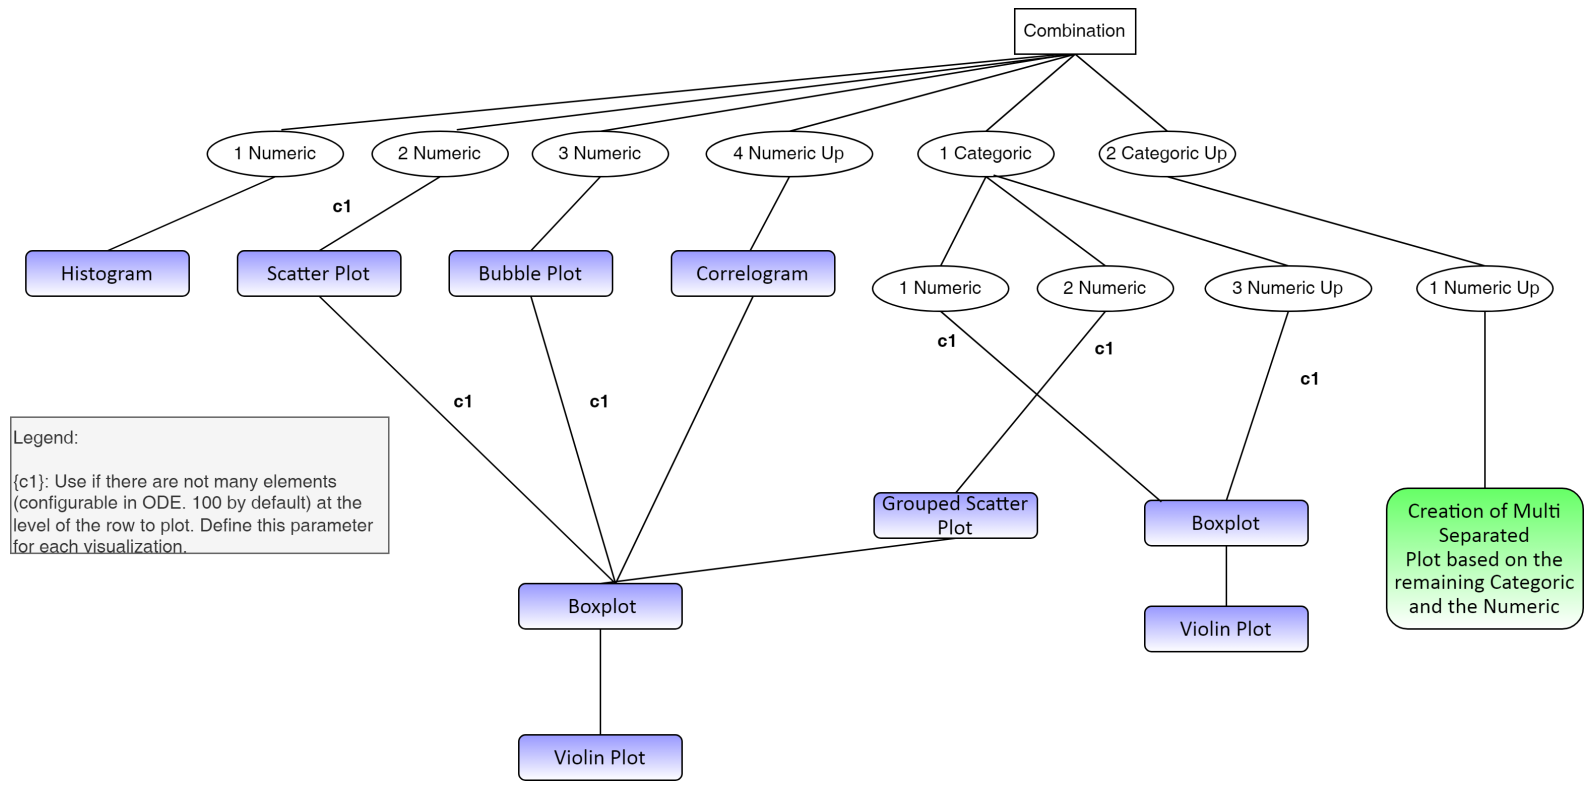 Combination
1 Numeric
2 Numeric
3 Numeric
4 Numeric Up
1 Categoric
2 Categoric Up
c1
Histogram
Scatter Plot
Bubble Plot
Correlogram
1 Numeric
2 Numeric
3 Numeric Up
1 Numeric Up
c1
c1
c1
c1
c1
Legend:
{c1}: Use if there are not many elements
(configurable in ODE. 100 by default) at the
level of the row to plot. Define this parameter
for each visualization.
Grouped Scatter
Plot
Boxplot
Creation of Multi
Separated
Plot based on the
remaining Categoric
and the Numeric
Boxplot
Violin Plot
Violin Plot